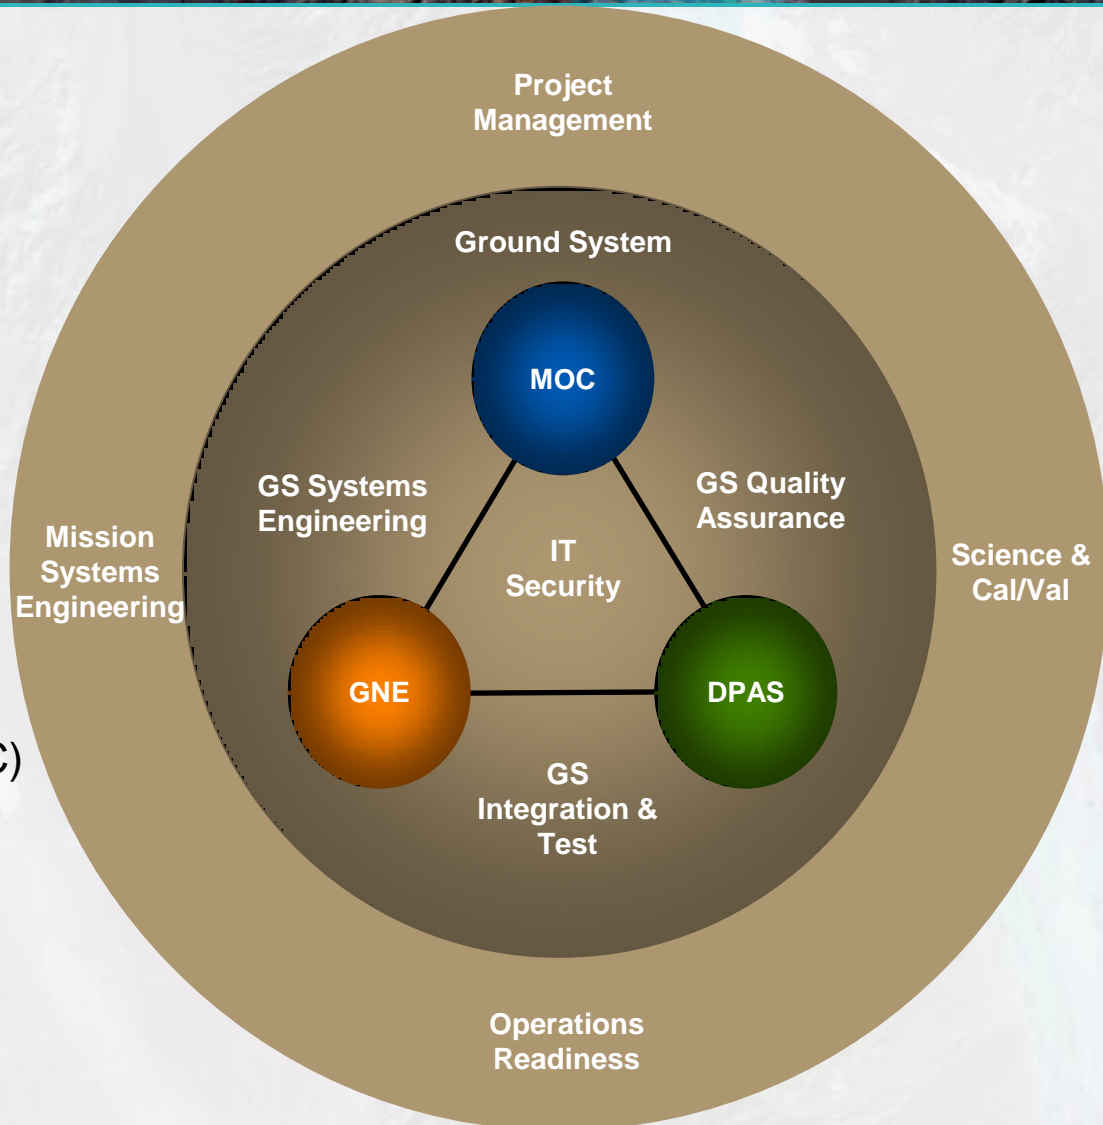 Project
Management
Ground System
MOC
GS Systems
Engineering
GS Quality
Assurance
IT
Security
Mission
Systems
Engineering
Science &
Cal/Val
GNE
DPAS
C)
GS
Integration &
Test
Operations
Readiness